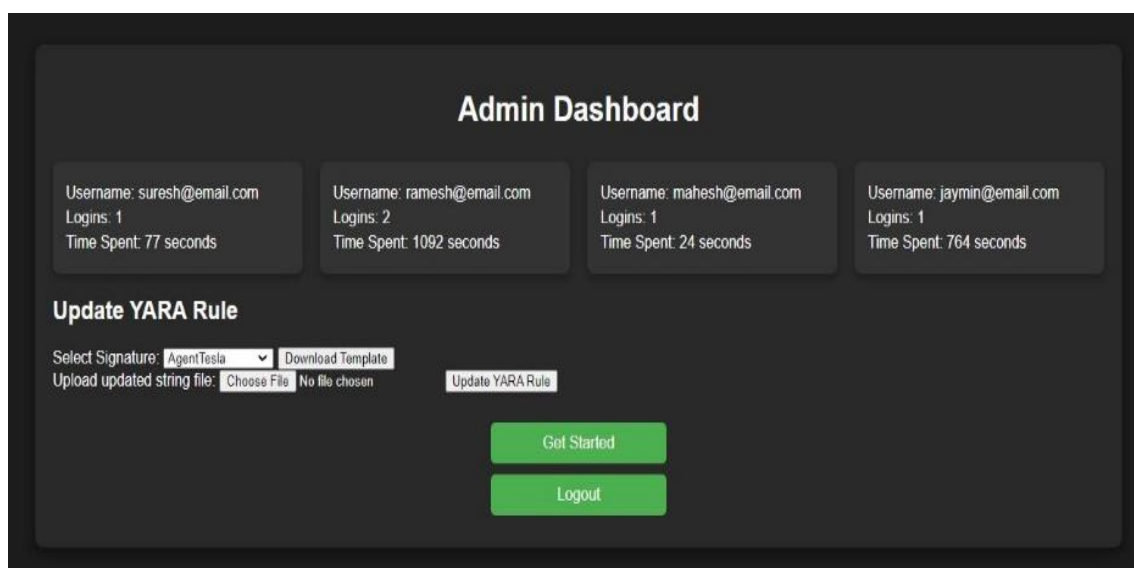 Admin Dashboard
Username: suresh@email.com
Logins: 1
Time Spent: 77 seconds
Username: ramesh@email.com
Logins: 2
Time Spent: 1092 seconds
Username: mahesh@email.com
Logins: 1
Time Spent: 24 seconds
Username: jaymin@email.com
Logins: 1
Time Spent: 764 seconds
Update YARA Rule
Select Signature: AgentTesla Download Template
Upload updated string file: Choose File No file chosen Update YARA Rule
Get Started
Logout